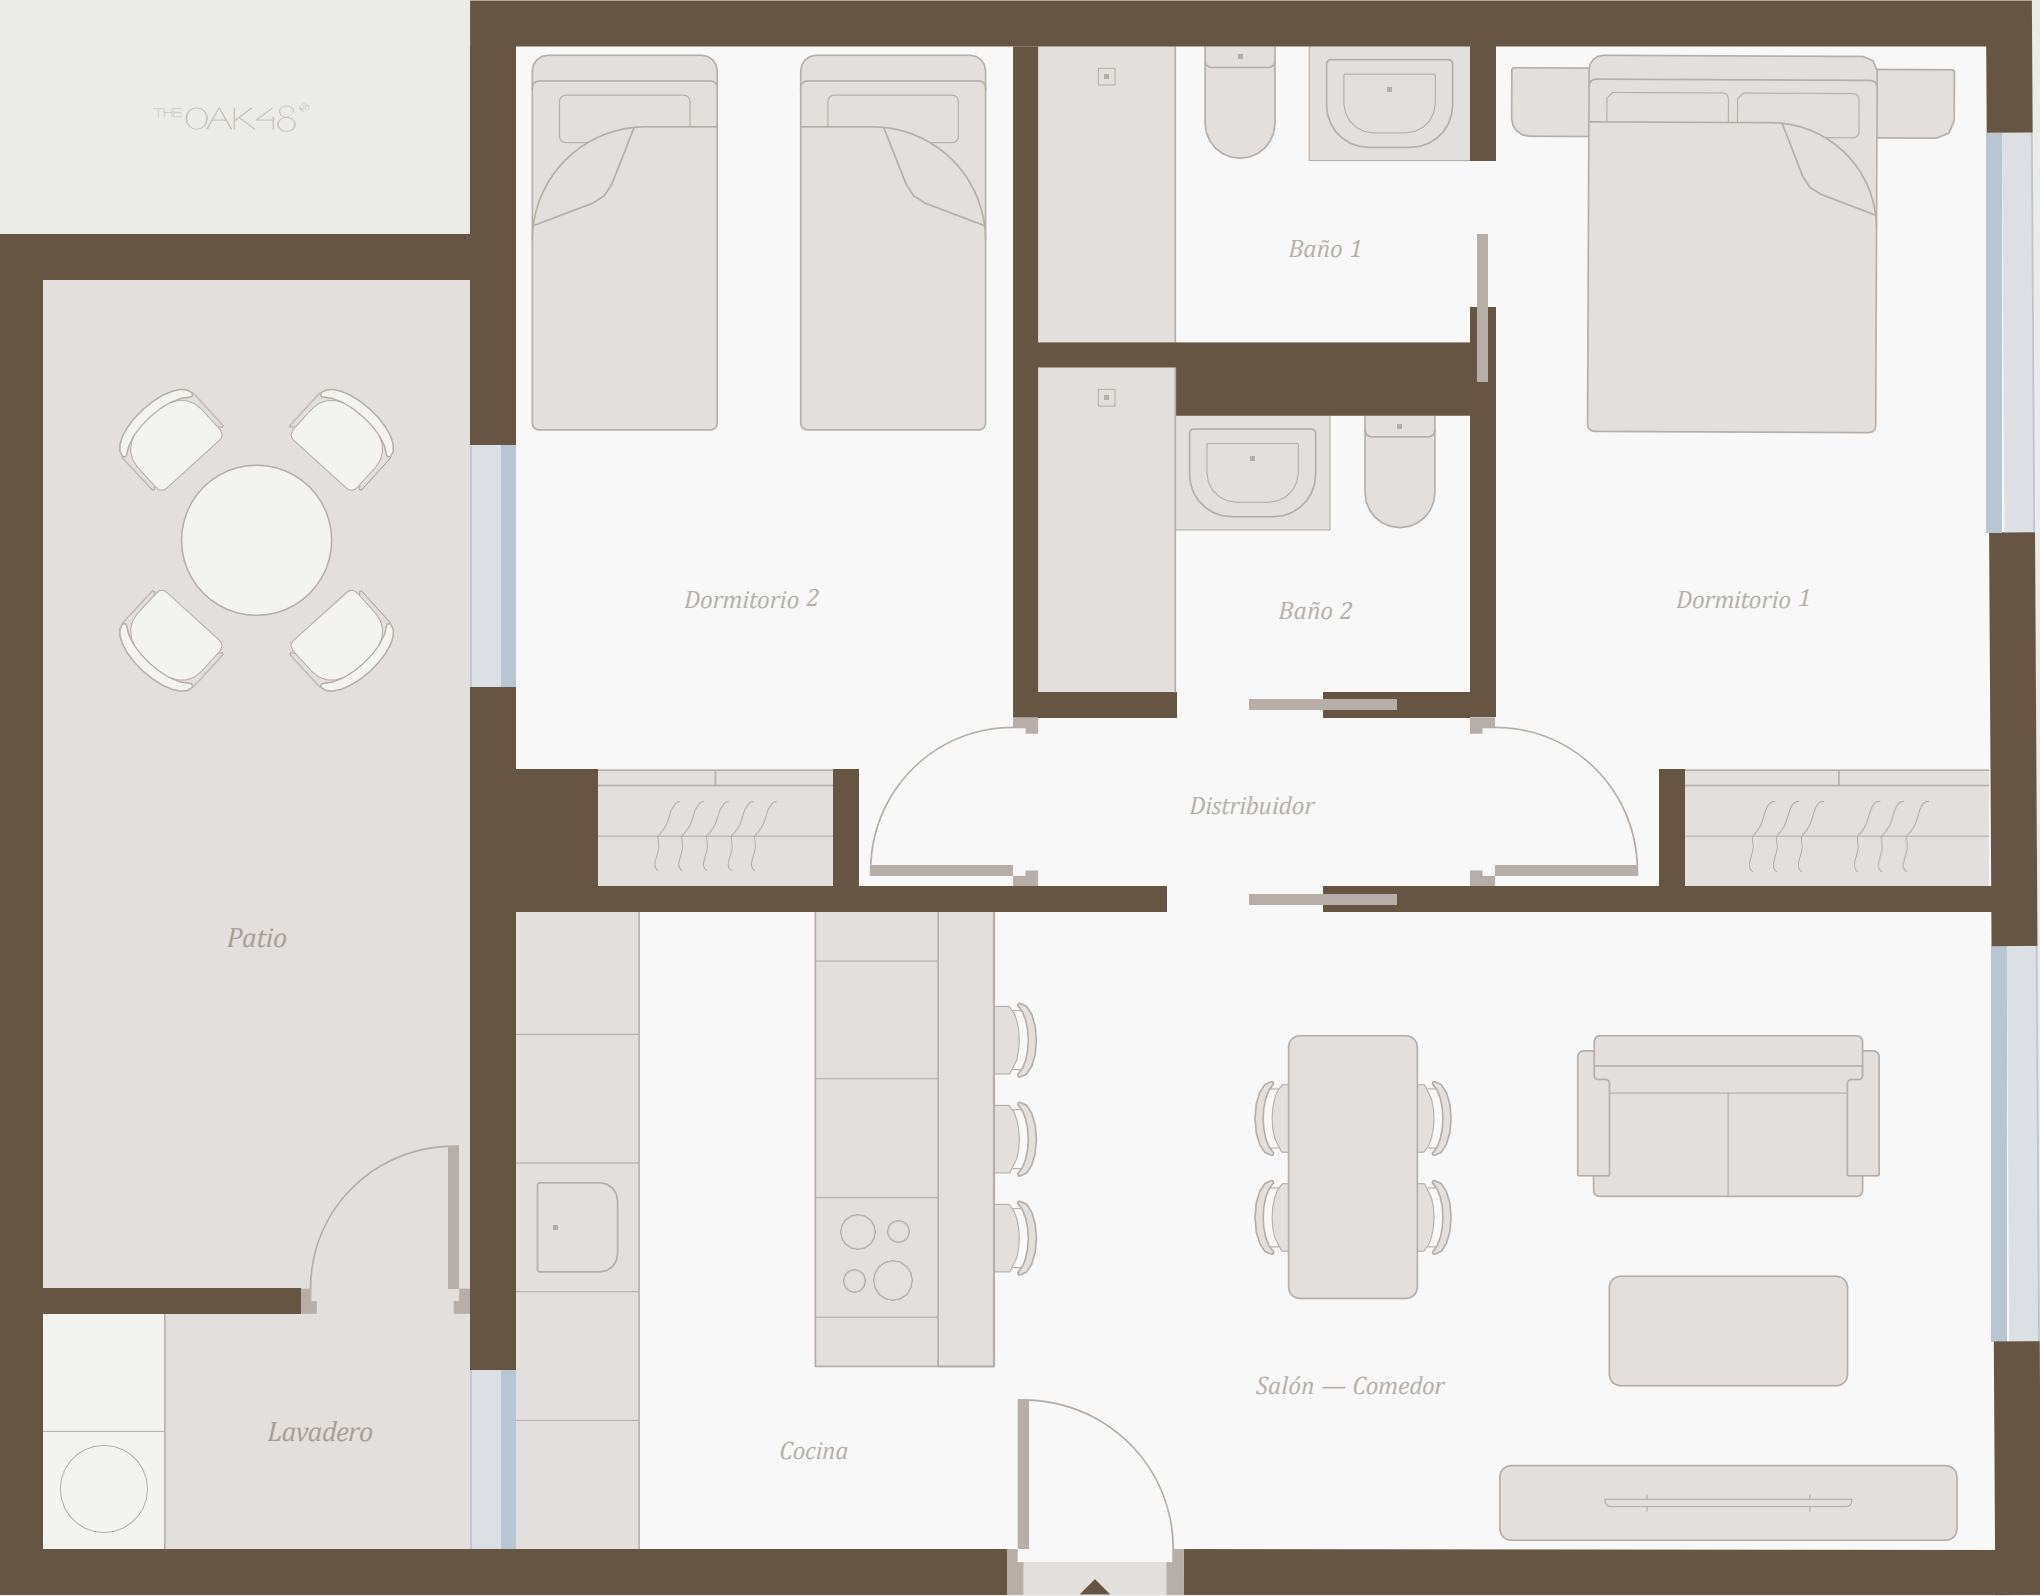 THE OAK48®
Baño 1
Dormitorio 2
Baño 2
Dormitorio 1
Distribuidor
Patio
Salón — Comedor
Lavadero
Cocina